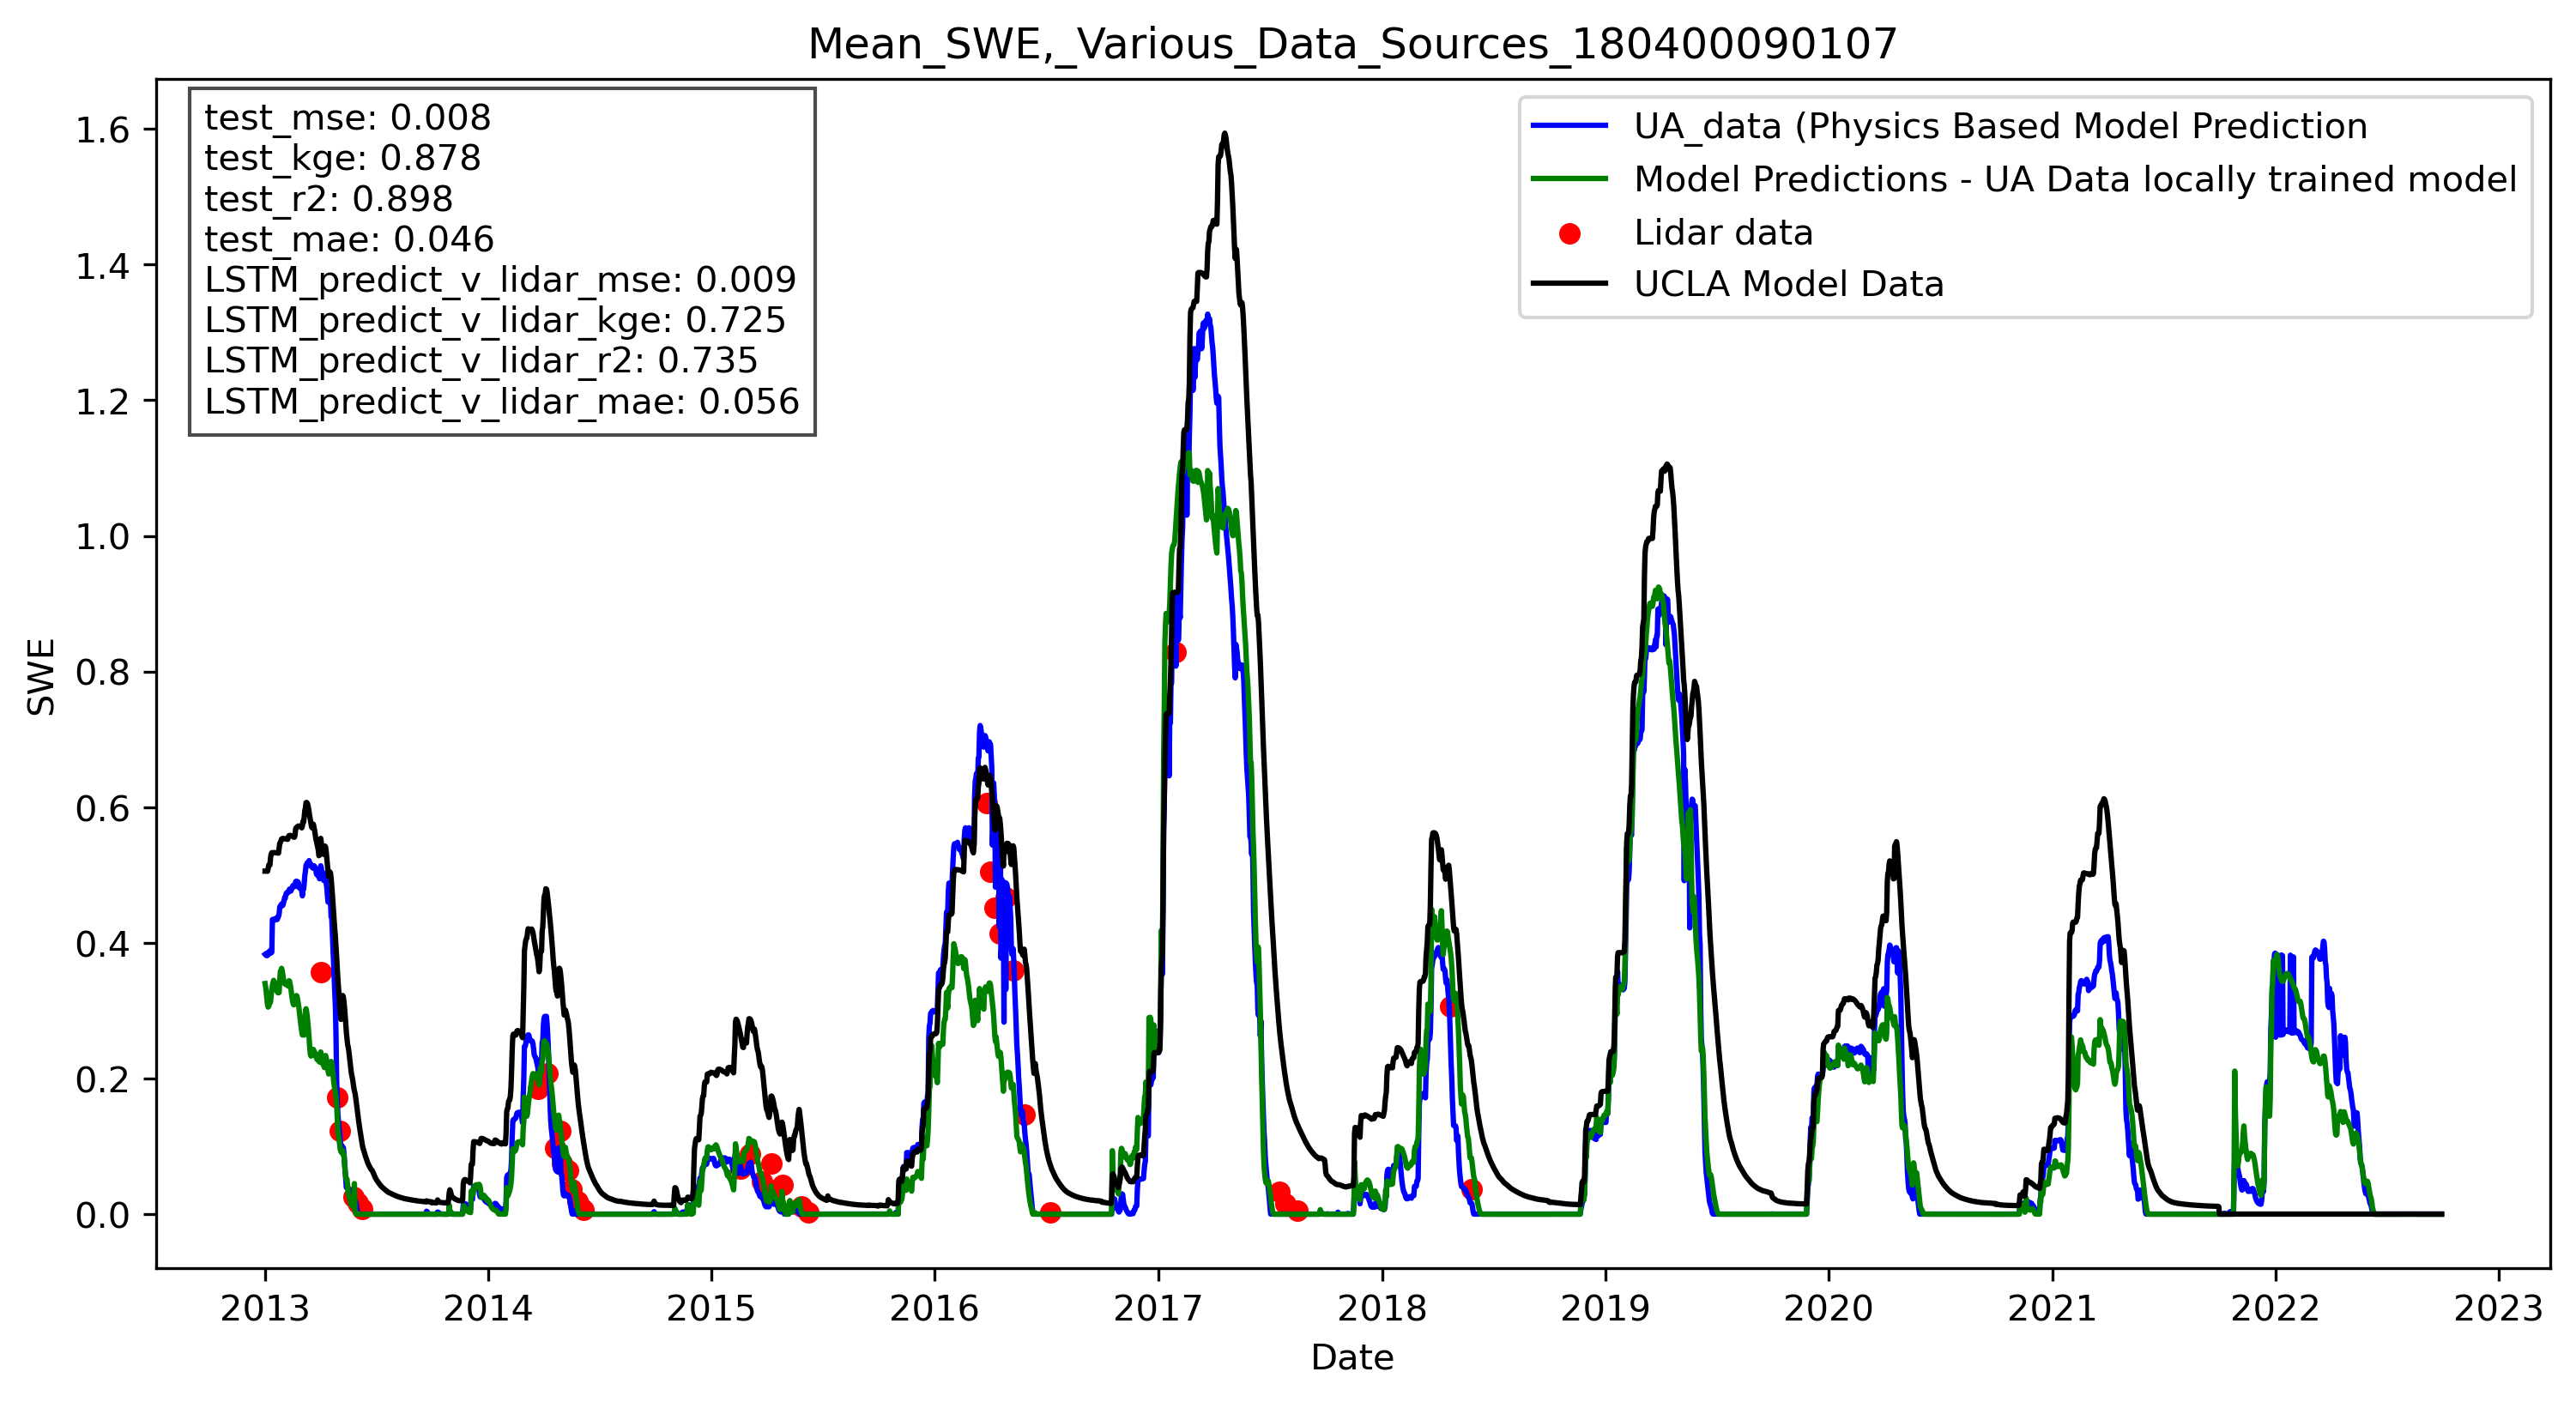 Mean_SWE,_Various_Data_Sources_180400090107
test_mse: 0.008
test_kge: 0.878
test_r2: 0.898
test_mae: 0.046
LSTM_predict_v_lidar_mse: 0.009
LSTM_predict_v_lidar_kge: 0.725
LSTM_predict_v_lidar_r2: 0.735
LSTM_predict_v_lidar_mae: 0.056
UA_data (Physics Based Model Prediction
Model Predictions - UA Data locally trained model
Lidar data
UCLA Model Data
SWE
1.6
1.4
1.2
1.0
0.8
0.6
0.4
0.2
0.0
2013 2014 2015 2016 2017 2018 2019 2020 2021 2022 2023
Date